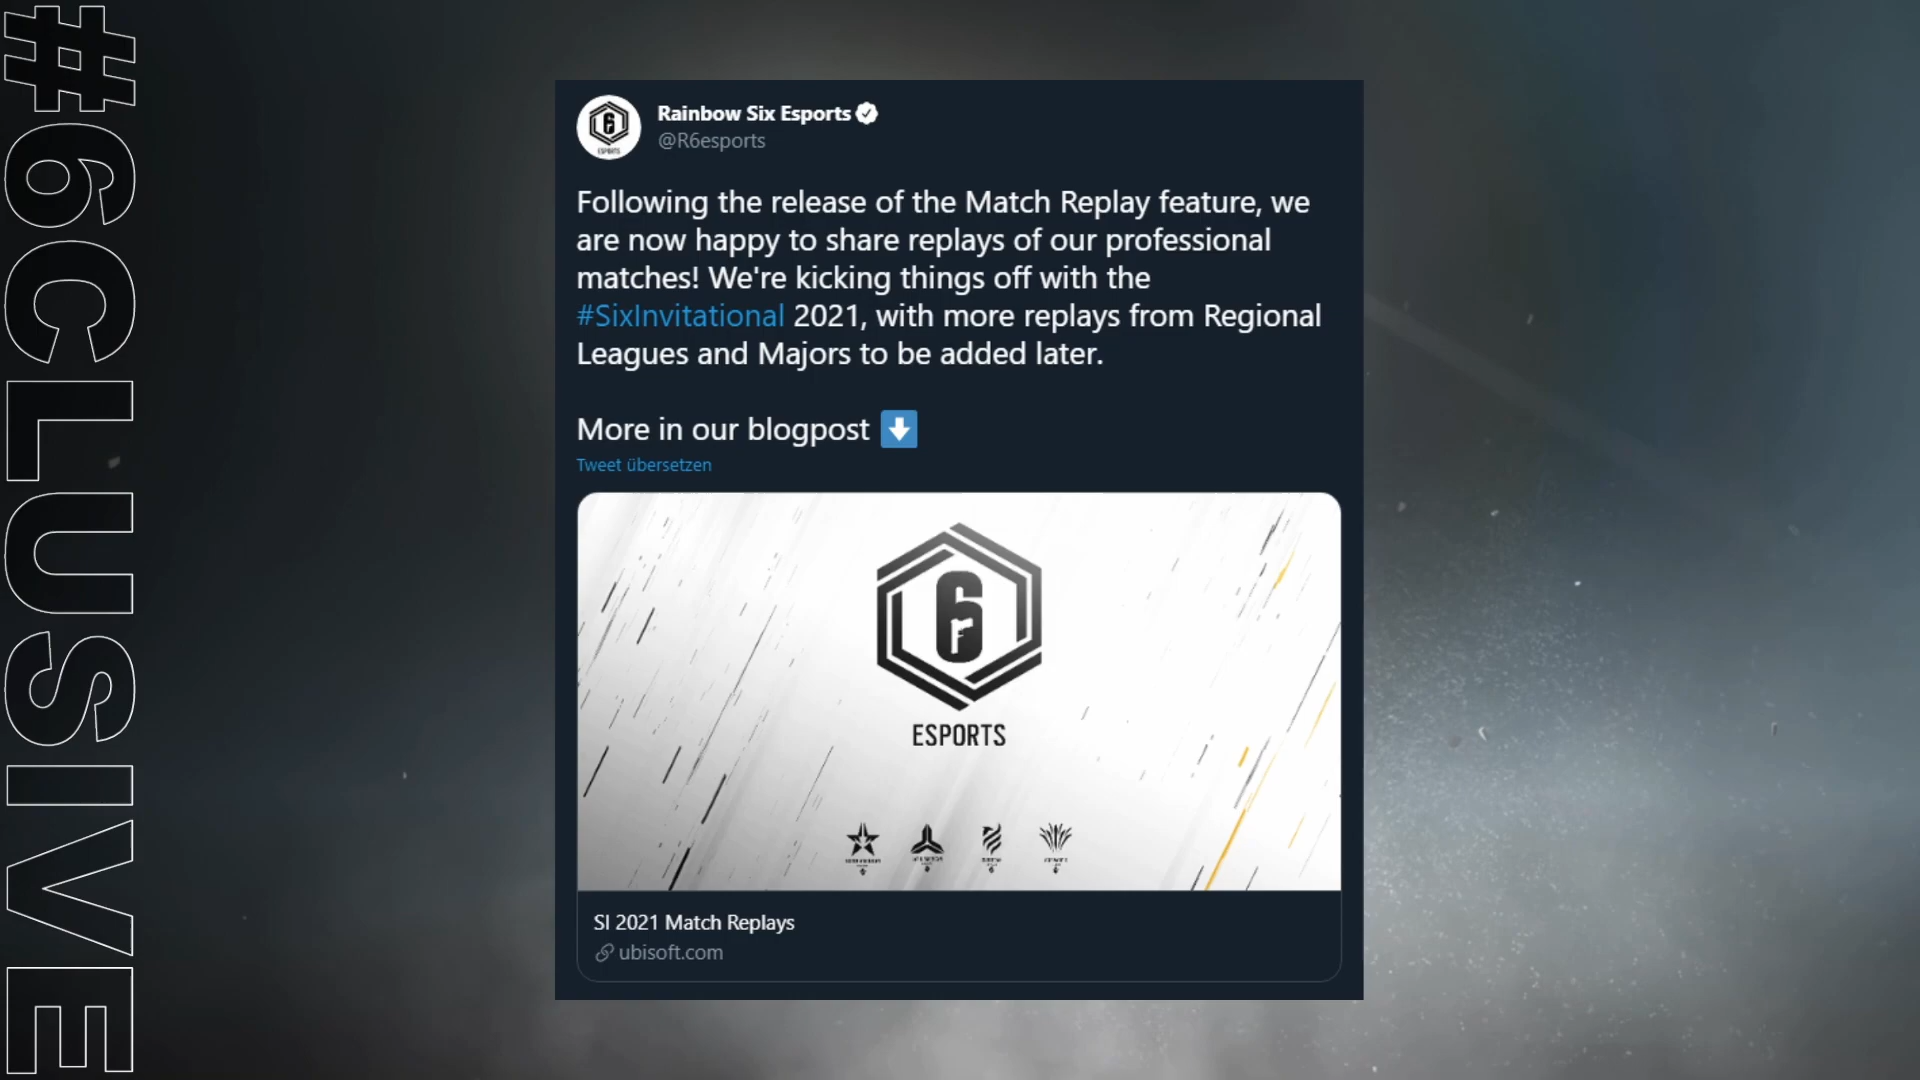 #6CLUSIVE
Rainbow Six Esports
@R6esports
Following the release of the Match Replay feature, we
are now happy to share replays of our professional
matches! We're kicking things off with the
#SixInvitational 2021, with more replays from Regional
Leagues and Majors to be added later.
More in our blogpost ⬇️
Tweet übersetzen
6
ESPORTS
SI 2021 Match Replays
ubisoft.com